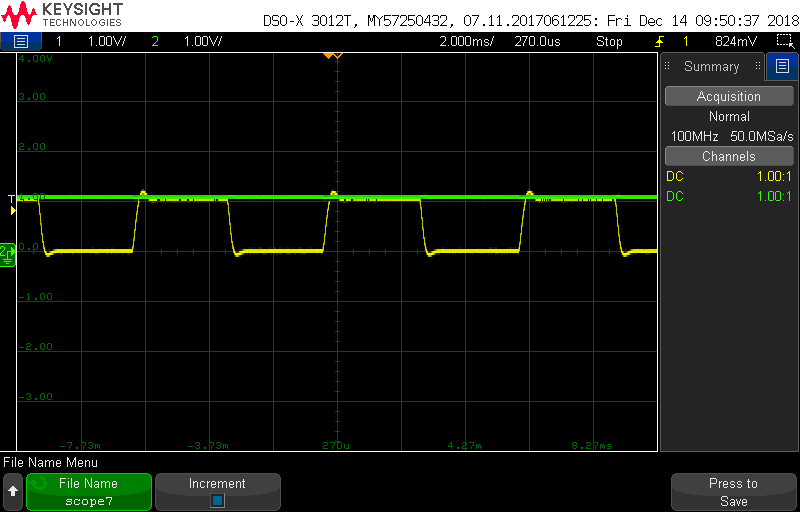 KEYSIGHT
TECHNOLOGIES
DSO-X 3012T, MY57250432, 07.11.2017061225: Fri Dec 14 09:50:37 2018
1 1.00V/ 2 1.00V/ 2.000ms/ 270.0us Stop 1 824mV
4.00V
3.00
2.00
T 1.00
2 0.0
-1.00
-2.00
-3.00
-7.73m -3.73m 270u 4.27m 8.27ms
Summary
Acquisition
Normal
100MHz 50.0MSa/s
Channels
DC 1.00:1
DC 1.00:1
File Name Menu
File Name
scope7
Increment
Press to
Save